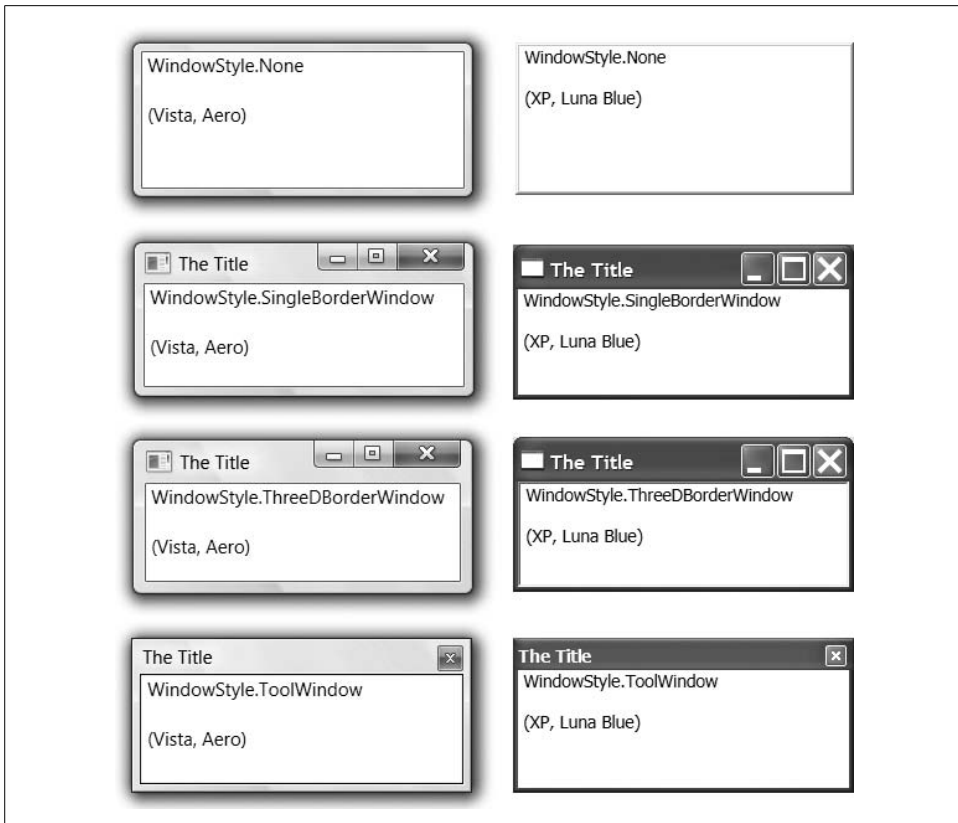 WindowStyle.None
(Vista, Aero)
WindowStyle.None
(XP, Luna Blue)
The Title
WindowStyle.SingleBorderWindow
(Vista, Aero)
The Title
WindowStyle.SingleBorderWindow
(XP, Luna Blue)
The Title
WindowStyle.ThreeDBorderWindow
(Vista, Aero)
The Title
WindowStyle.ThreeDBorderWindow
(XP, Luna Blue)
The Title
WindowStyle.ToolWindow
(Vista, Aero)
The Title
WindowStyle.ToolWindow
(XP, Luna Blue)